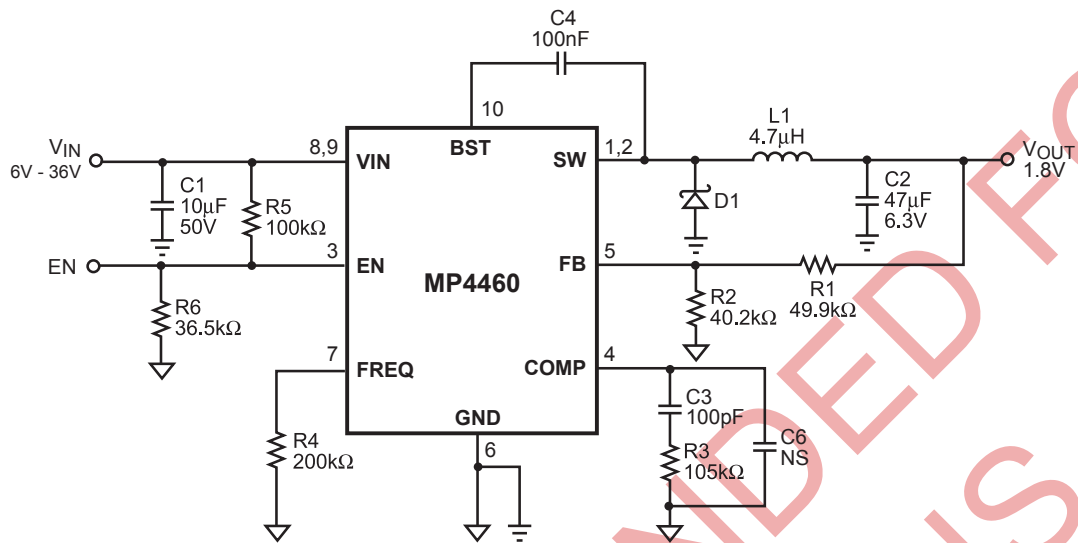 C4
100nF
10
BST
VIN
6V - 36V
8,9
VIN
SW
1,2
L1
4.7µH
VOUT
1.8V
C1
10µF
50V
R5
100kΩ
D1
C2
47µF
6.3V
EN
3
EN
MP4460
FB
5
R1
49.9kΩ
R6
36.5kΩ
R2
40.2kΩ
7
FREQ
COMP
4
R4
200kΩ
GND
6
C3
100pF
R3
105kΩ
C6
NS
NDED FO
NS